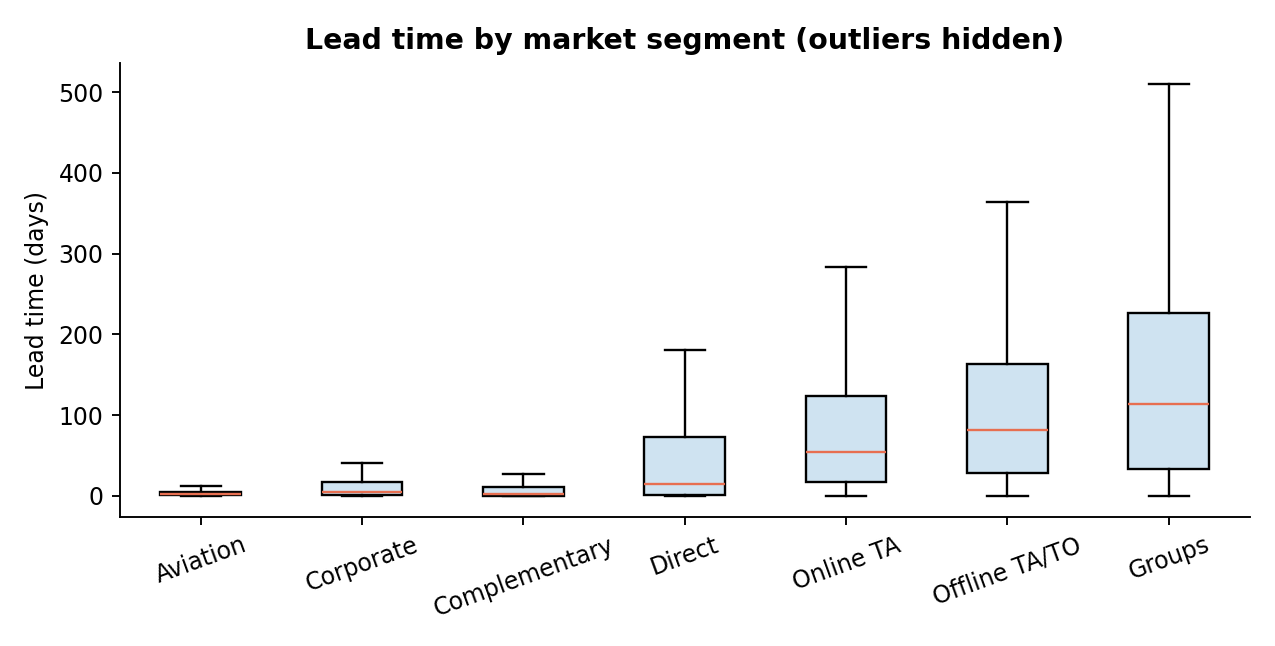 Lead time by market segment (outliers hidden)
Lead time (days)
500
400
300
200
100
0
Aviation
Corporate
Complementary
Direct
Online TA
Offline TA/TO
Groups